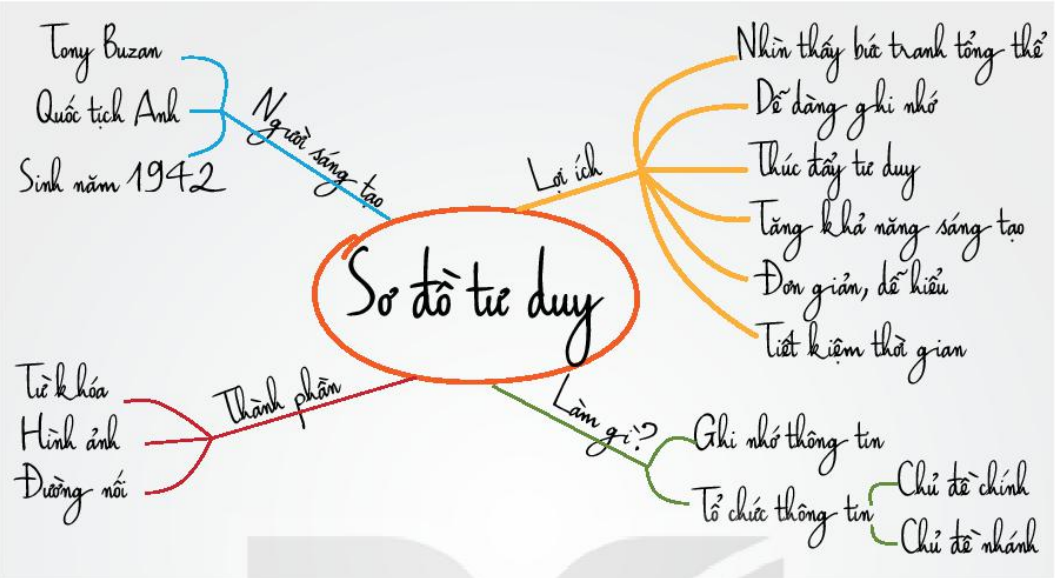 Sơ đồ tư duy
Người sáng tạo
Tony Buzan
Quốc tịch Anh
Sinh năm 1942
Lợi ích
Nhìn thấy bức tranh tổng thể
Dễ dàng ghi nhớ
Thúc đẩy tư duy
Tăng khả năng sáng tạo
Đơn giản, dễ hiểu
Tiết kiệm thời gian
Thành phần
Từ khóa
Hình ảnh
Đường nối
Làm gì?
Ghi nhớ thông tin
Tổ chức thông tin
Chủ đề chính
Chủ đề nhánh